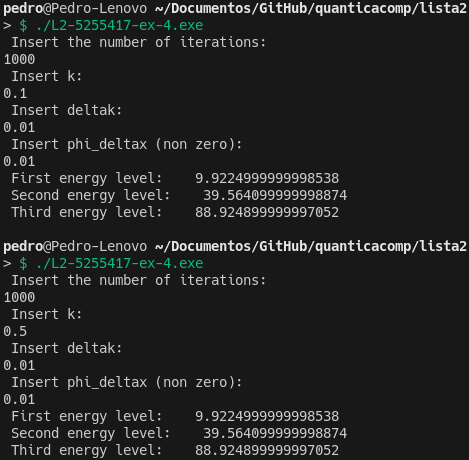 pedro@Pedro-Lenovo ~/Documentos/GitHub/quanticacomp/lista2
> $ ./L2-5255417-ex-4.exe
Insert the number of iterations:
1000
Insert k:
0.1
Insert deltak:
0.01
Insert phi_deltax (non zero):
0.01
First energy level:    9.9224999999998538
Second energy level:    39.564099999998874
Third energy level:    88.924899999997052
pedro@Pedro-Lenovo ~/Documentos/GitHub/quanticacomp/lista2
> $ ./L2-5255417-ex-4.exe
Insert the number of iterations:
1000
Insert k:
0.5
Insert deltak:
0.01
Insert phi_deltax (non zero):
0.01
First energy level:    9.9224999999998538
Second energy level:    39.564099999998874
Third energy level:    88.924899999997052